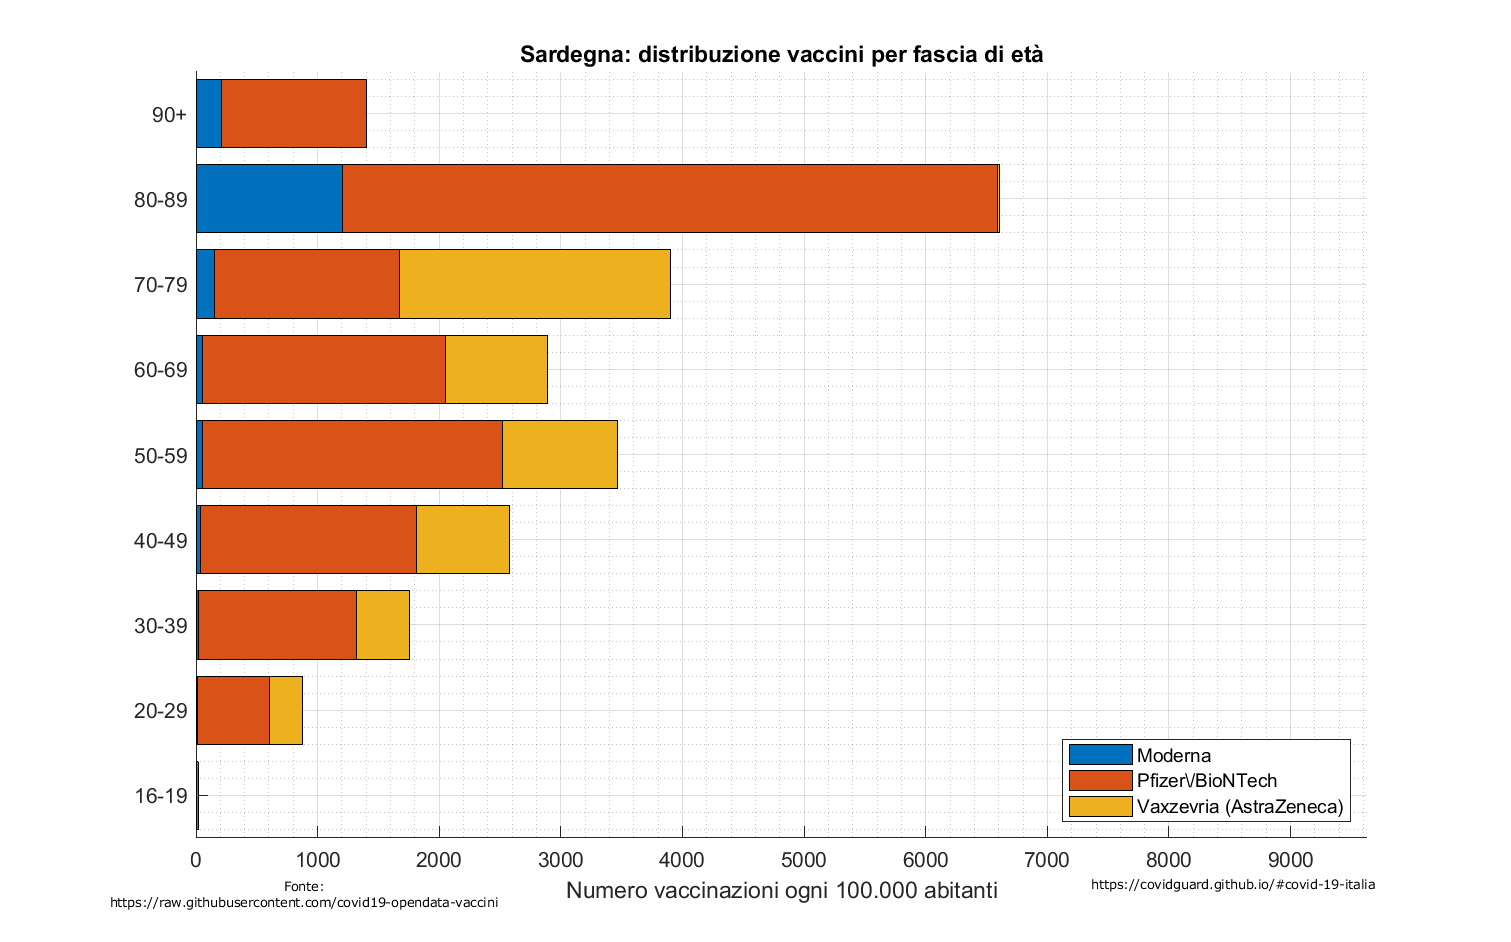 Sardegna: distribuzione vaccini per fascia di età
90+
80-89
70-79
60-69
50-59
40-49
30-39
20-29
16-19
Moderna
Pfizer\/BioNTech
Vaxzevria (AstraZeneca)
0 1000 2000 3000 4000 5000 6000 7000 8000 9000
Numero vaccinazioni ogni 100.000 abitanti
Fonte:
https://raw.githubusercontent.com/covid19-opendata-vaccini
https://covidguard.github.io/#covid-19-italia